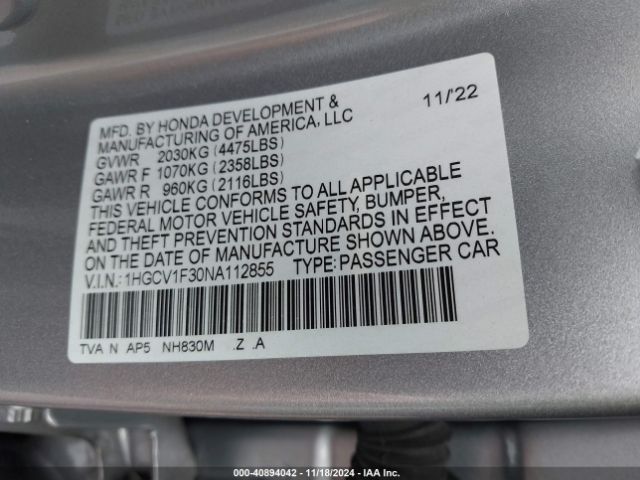 MFD. BY HONDA DEVELOPMENT & 11/'22
MANUFACTURING OF AMERICA, LLC
GVWR 2030KG (4475LBS)
GAWR F 1070KG (2358LBS)
GAWR R 960KG (2116LBS)
THIS VEHICLE CONFORMS TO ALL APPLICABLE
FEDERAL MOTOR VEHICLE SAFETY, BUMPER,
AND THEFT PREVENTION STANDARDS IN EFFECT
ON THE DATE OF MANUFACTURE SHOWN ABOVE.
V.I.N.:1HGCV1F30NA112855 TYPE:PASSENGER CAR
TVA N AP5 NH830M .Z .A
000-40894042 - 11/18/2024 - IAA Inc.